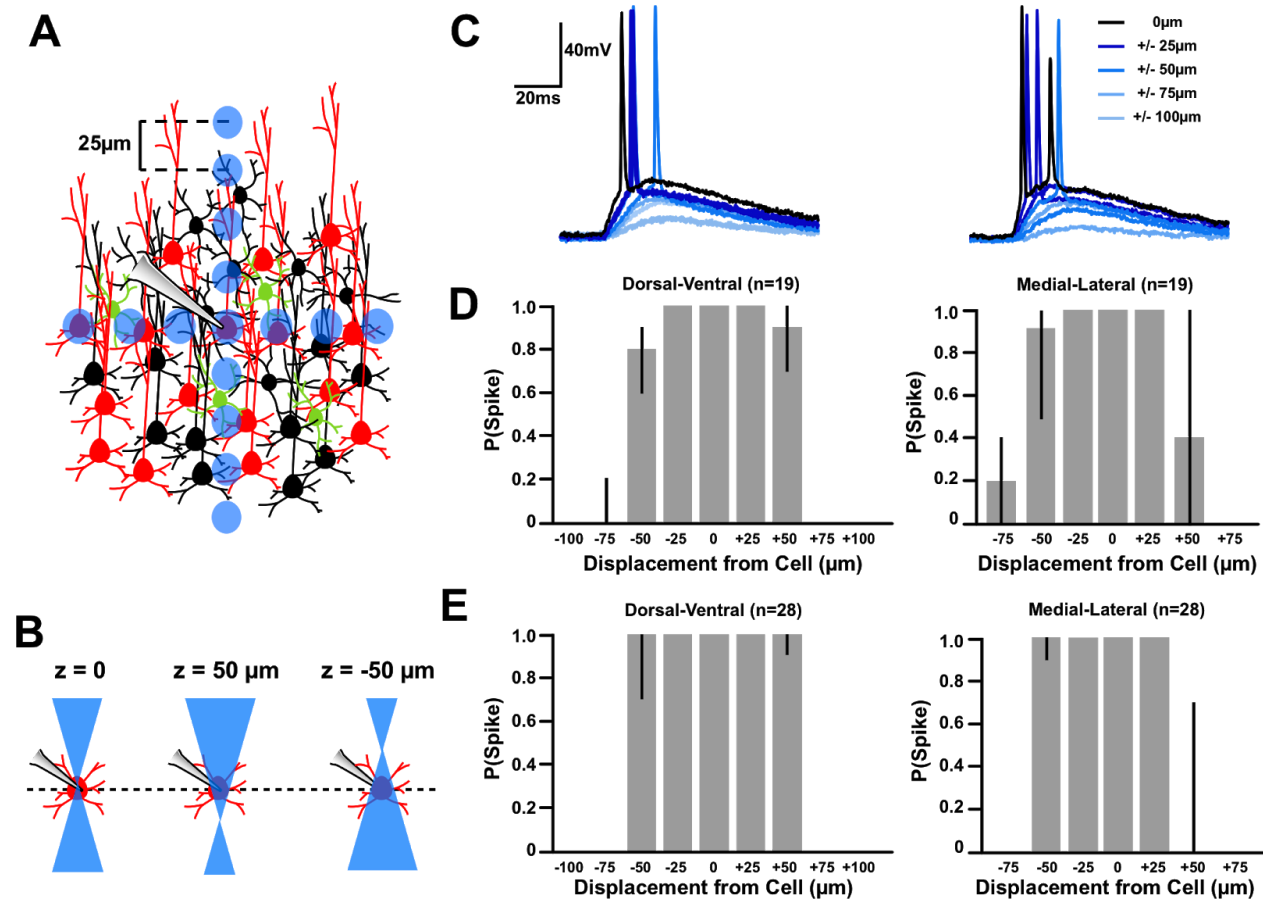 A
25µm
B
z = 0
z = 50 µm
z = -50 µm
C
40mV
20ms
0µm
+/- 25µm
+/- 50µm
+/- 75µm
+/- 100µm
D
Dorsal-Ventral (n=19)
P(Spike)
1.0
0.8
0.6
0.4
0.2
0
-100 -75 -50 -25 0 +25 +50 +75 +100
Displacement from Cell (µm)
Medial-Lateral (n=19)
P(Spike)
1.0
0.8
0.6
0.4
0.2
0
-75 -50 -25 0 +25 +50 +75
Displacement from Cell (µm)
E
Dorsal-Ventral (n=28)
P(Spike)
1.0
0.8
0.6
0.4
0.2
0
-100 -75 -50 -25 0 +25 +50 +75 +100
Displacement from Cell (µm)
Medial-Lateral (n=28)
P(Spike)
1.0
0.8
0.6
0.4
0.2
0
-75 -50 -25 0 +25 +50 +75
Displacement from Cell (µm)